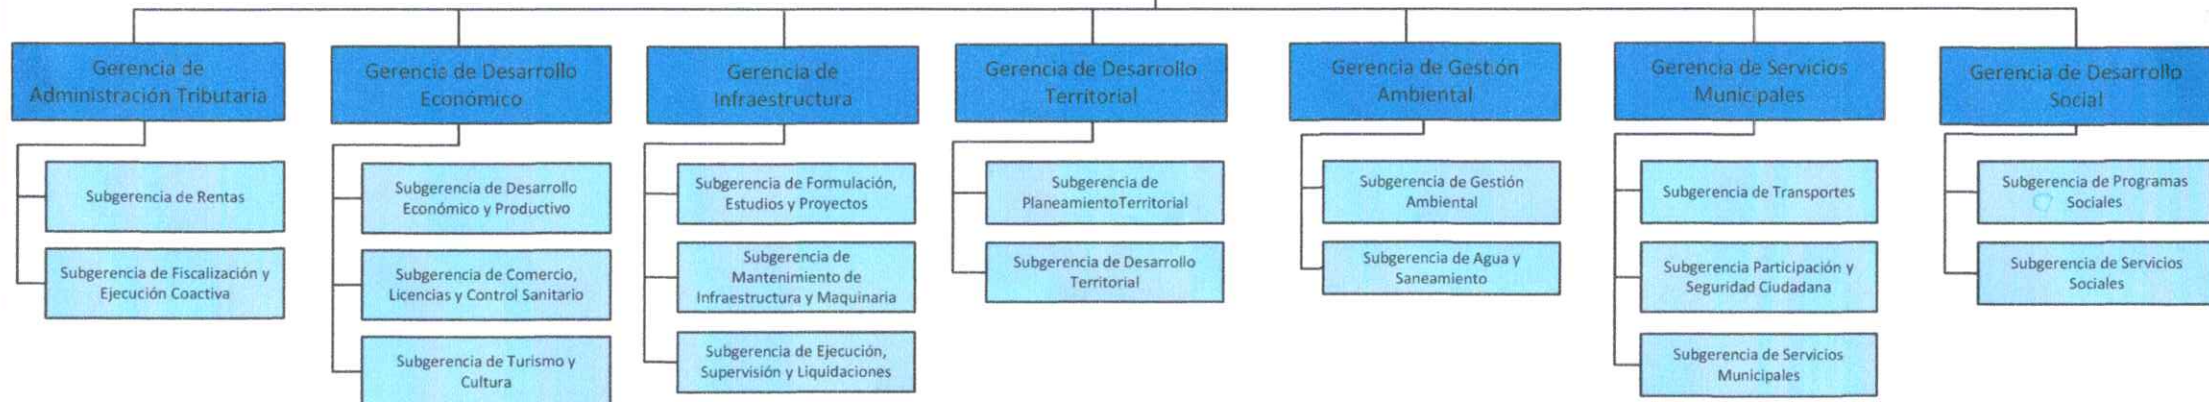 Gerencia de
Administración Tributaria
Subgerencia de Rentas
Subgerencia de Fiscalización y
Ejecución Coactiva
Gerencia de Desarrollo
Económico
Subgerencia de Desarrollo
Económico y Productivo
Subgerencia de Comercio,
Licencias y Control Sanitario
Subgerencia de Turismo y
Cultura
Gerencia de
Infraestructura
Subgerencia de Formulación,
Estudios y Proyectos
Subgerencia de
Mantenimiento de
Infraestructura y Maquinaria
Subgerencia de Ejecución,
Supervisión y Liquidaciones
Gerencia de Desarrollo
Territorial
Subgerencia de
PlaneamientoTerritorial
Subgerencia de Desarrollo
Territorial
Gerencia de Gestión
Ambiental
Subgerencia de Gestión
Ambiental
Subgerencia de Agua y
Saneamiento
Gerencia de Servicios
Municipales
Subgerencia de Transportes
Subgerencia Participación y
Seguridad Ciudadana
Subgerencia de Servicios
Municipales
Gerencia de Desarrollo
Social
Subgerencia de Programas
Sociales
Subgerencia de Servicios
Sociales